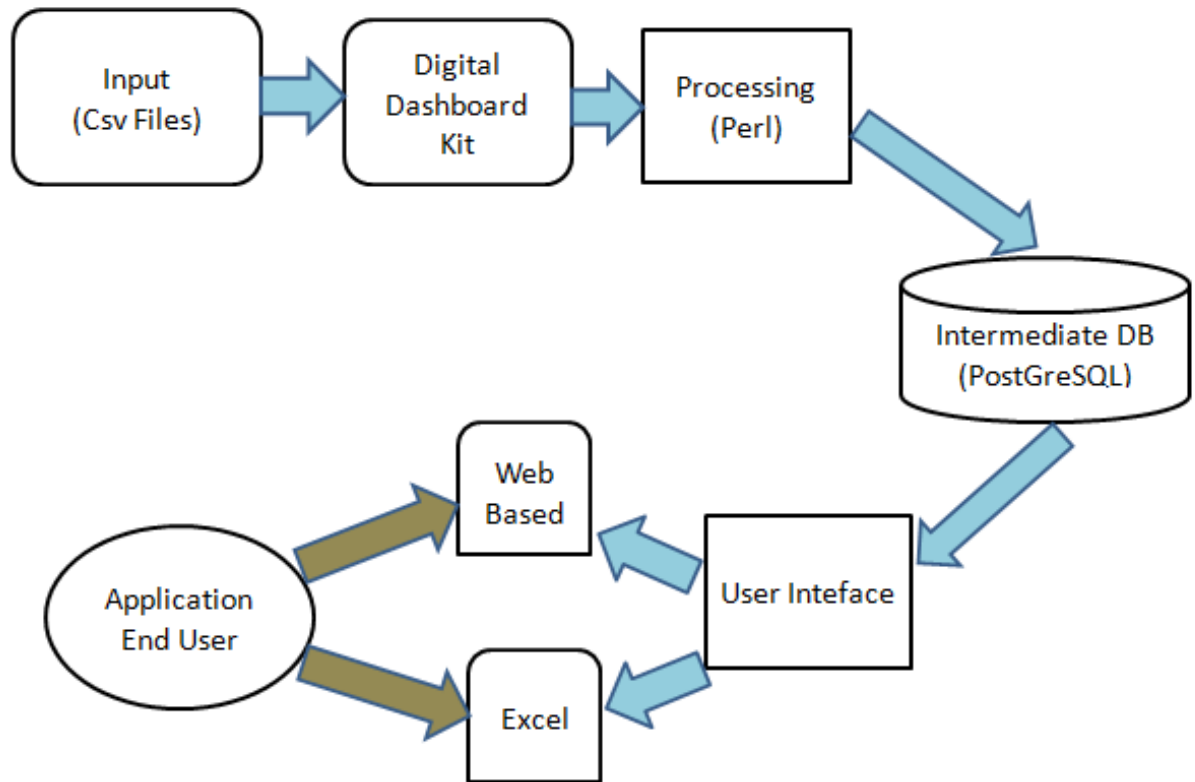 Input
(Csv Files)
Digital
Dashboard
Kit
Processing
(Perl)
Intermediate DB
(PostGreSQL)
Web
Based
User Inteface
Application
End User
Excel